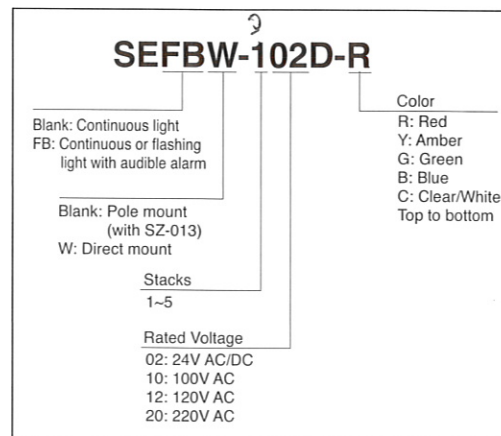 SEFBW-102D-R
Blank: Continuous light
FB: Continuous or flashing
light with audible alarm
Blank: Pole mount
(with SZ-013)
W: Direct mount
Stacks
1~5
Rated Voltage
02: 24V AC/DC
10: 100V AC
12: 120V AC
20: 220V AC
Color
R: Red
Y: Amber
G: Green
B: Blue
C: Clear/White
Top to bottom